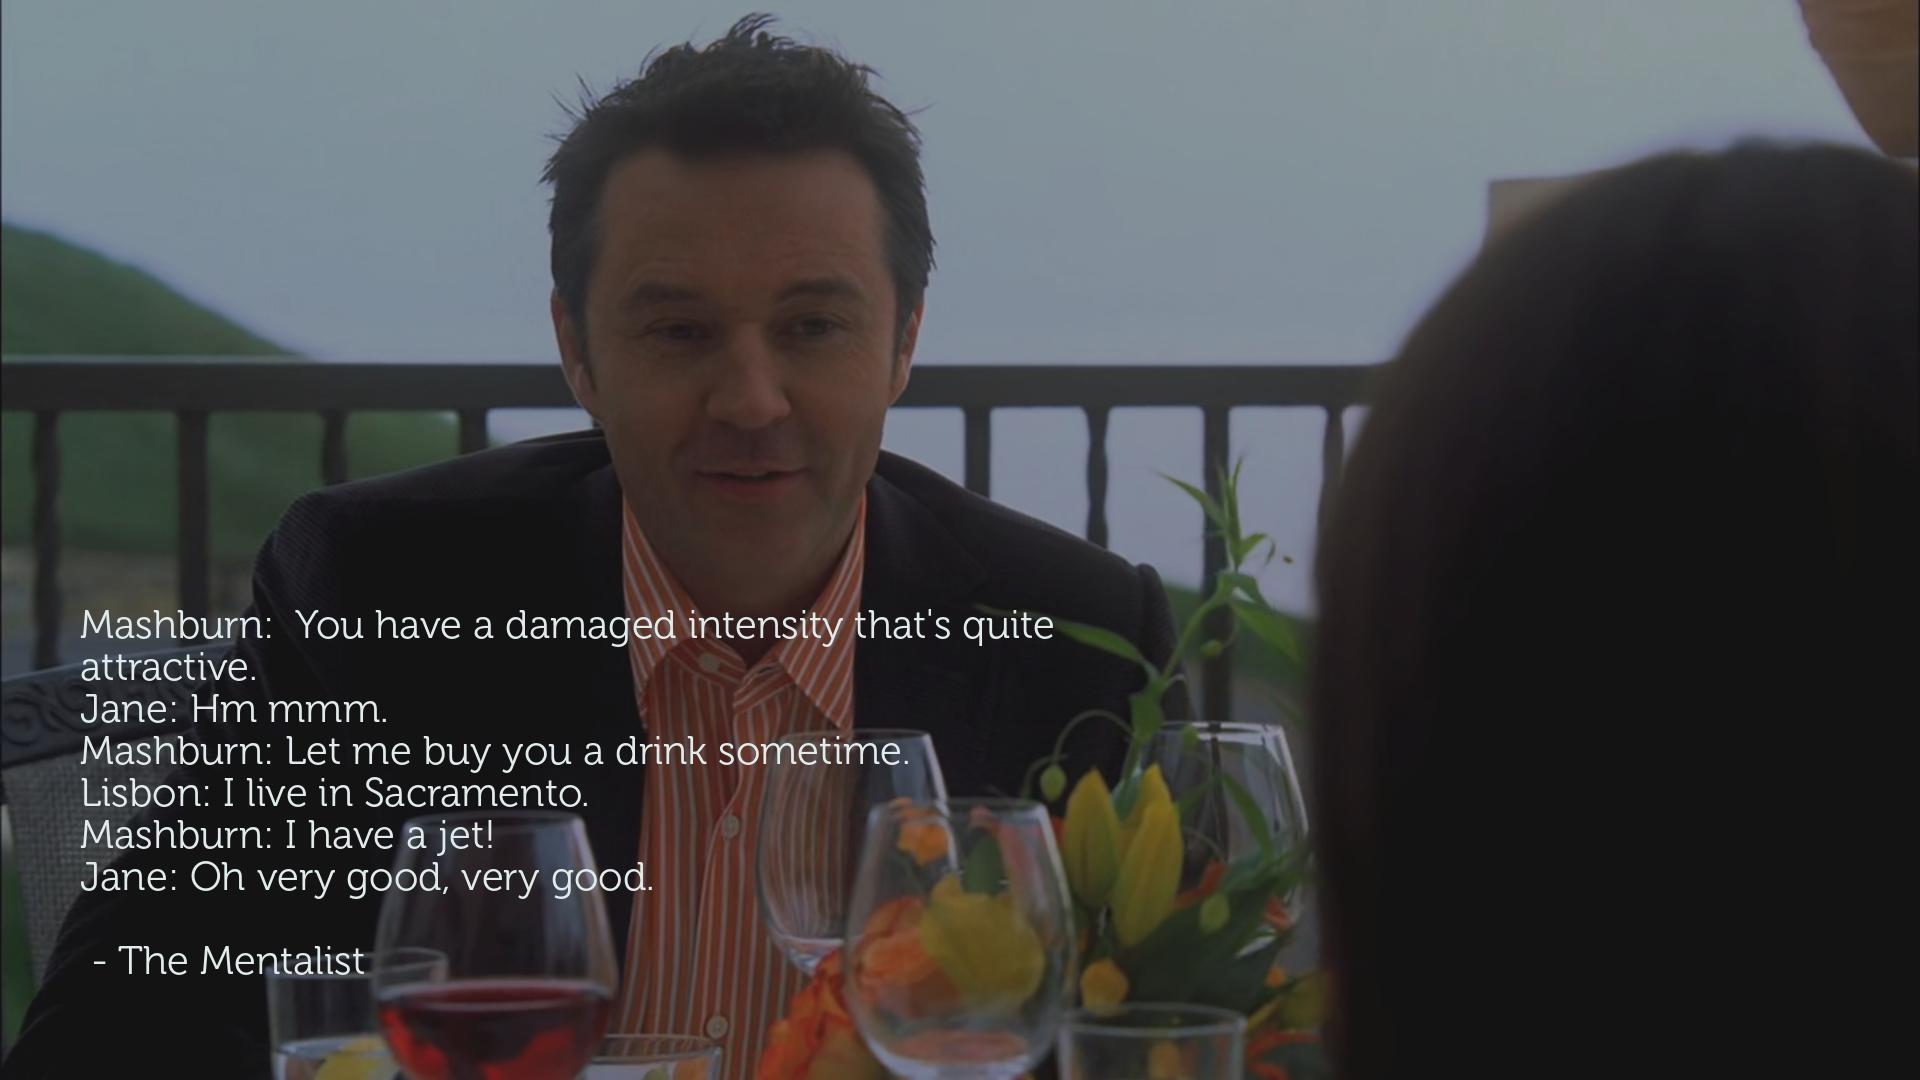 Mashburn:  You have a damaged intensity that's quite
attractive.
Jane: Hm mmm.
Mashburn: Let me buy you a drink sometime.
Lisbon: I live in Sacramento.
Mashburn: I have a jet!
Jane: Oh very good, very good.
- The Mentalist